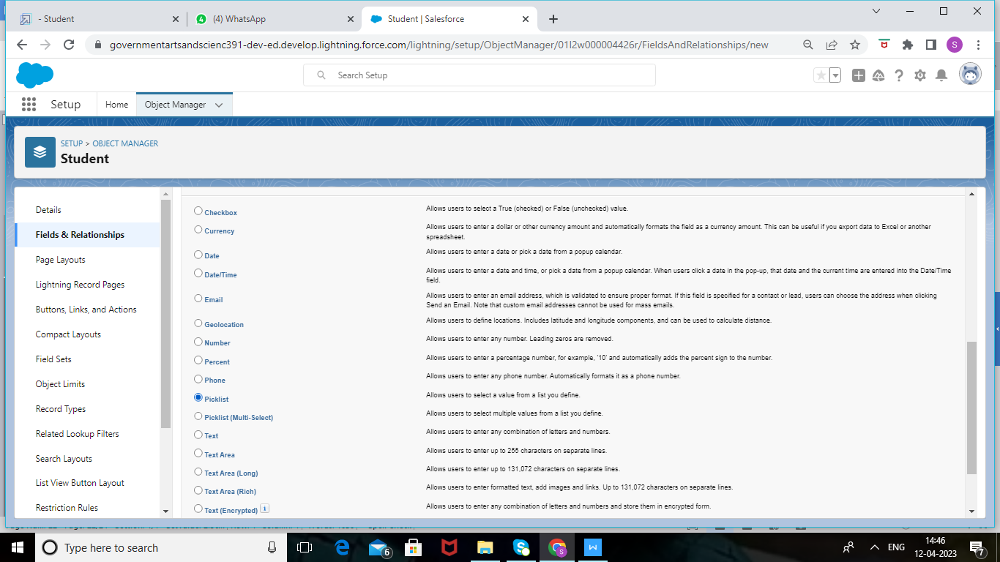 - Student
(4) WhatsApp
Student | Salesforce
governmentartsandscienc391-dev-ed.develop.lightning.force.com/lightning/setup/ObjectManager/01I2w000004426r/FieldsAndRelationships/new
S
Search Setup
Setup
Home
Object Manager
SETUP > OBJECT MANAGER
Student
Details
Fields & Relationships
Page Layouts
Lightning Record Pages
Buttons, Links, and Actions
Compact Layouts
Field Sets
Object Limits
Record Types
Related Lookup Filters
Search Layouts
List View Button Layout
Restriction Rules
Checkbox Allows users to select a True (checked) or False (unchecked) value.
Currency Allows users to enter a dollar or other currency amount and automatically formats the field as a currency amount. This can be useful if you export data to Excel or another
spreadsheet.
Date Allows users to enter a date or pick a date from a popup calendar.
Date/Time Allows users to enter a date and time, or pick a date from a popup calendar. When users click a date in the pop-up, that date and the current time are entered into the Date/Time
field.
Email Allows users to enter an email address, which is validated to ensure proper format. If this field is specified for a contact or lead, users can choose the address when clicking
Send an Email. Note that custom email addresses cannot be used for mass emails.
Geolocation Allows users to define locations. Includes latitude and longitude components, and can be used to calculate distance.
Number Allows users to enter any number. Leading zeros are removed.
Percent Allows users to enter a percentage number, for example, '10' and automatically adds the percent sign to the number.
Phone Allows users to enter any phone number. Automatically formats it as a phone number.
Picklist Allows users to select a value from a list you define.
Picklist (Multi-Select) Allows users to select multiple values from a list you define.
Text Allows users to enter any combination of letters and numbers.
Text Area Allows users to enter up to 255 characters on separate lines.
Text Area (Long) Allows users to enter up to 131,072 characters on separate lines.
Text Area (Rich) Allows users to enter formatted text, add images and links. Up to 131,072 characters on separate lines.
Text (Encrypted) i Allows users to enter any combination of letters and numbers and store them in encrypted form.
Type here to search
6
ENG
14:46
12-04-2023
7